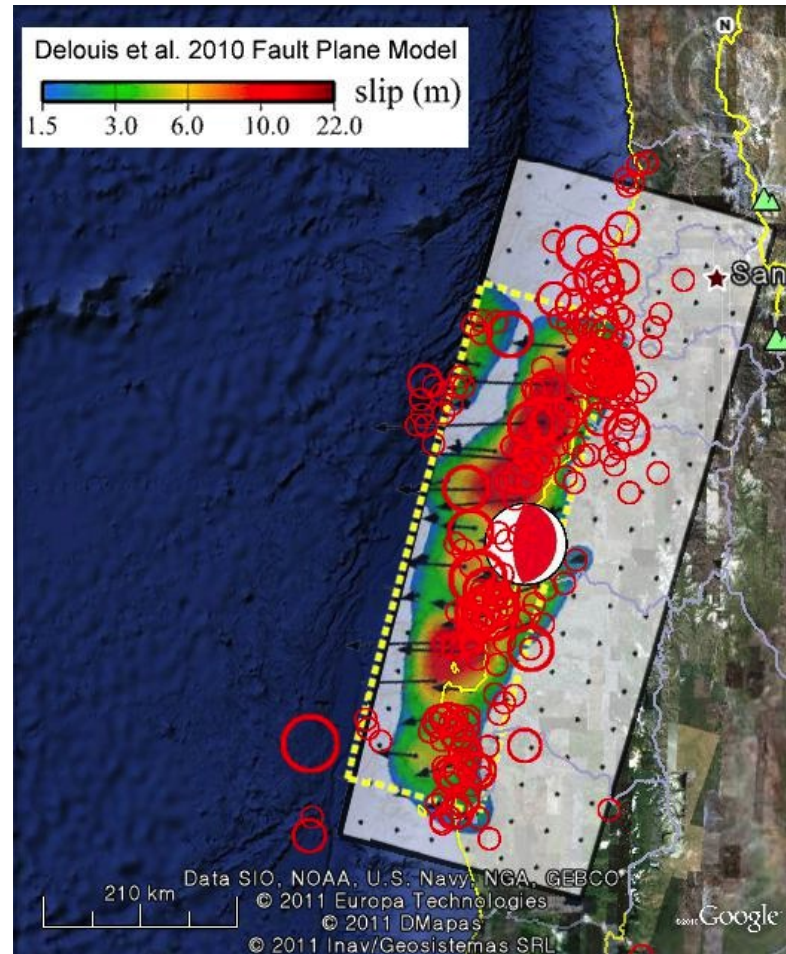 Delouis et al. 2010 Fault Plane Model
slip (m)
1.5 3.0 6.0 10.0 22.0
N
San
210 km
Data SIO, NOAA, U.S. Navy, NGA, GEBCO
© 2011 Europa Technologies
© 2011 DMapas
© 2011 Inav/Geosistemas SRL
©2010 Google